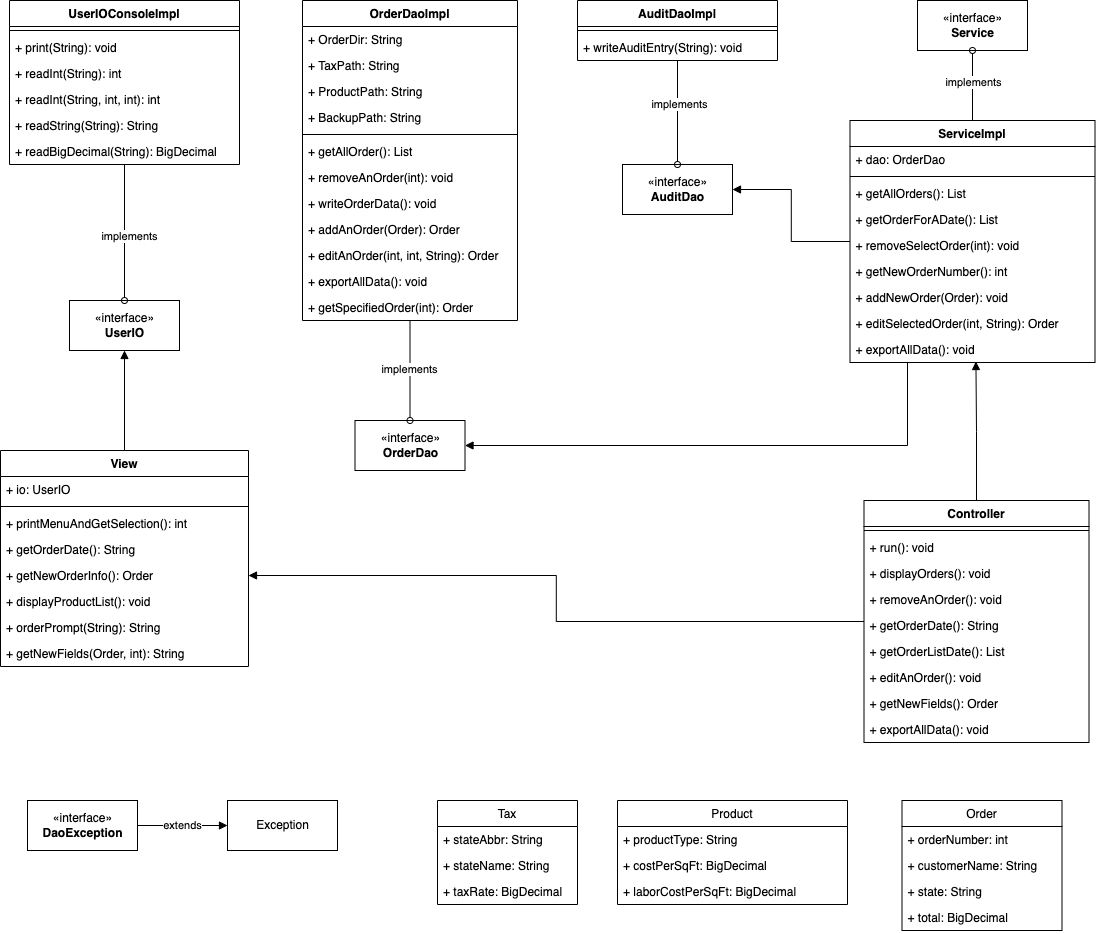 UserIOConsoleImpl
+ print(String): void
+ readInt(String): int
+ readInt(String, int, int): int
+ readString(String): String
+ readBigDecimal(String): BigDecimal
implements
«interface»
UserIO
View
+ io: UserIO
+ printMenuAndGetSelection(): int
+ getOrderDate(): String
+ getNewOrderInfo(): Order
+ displayProductList(): void
+ orderPrompt(String): String
+ getNewFields(Order, int): String
OrderDaoImpl
+ OrderDir: String
+ TaxPath: String
+ ProductPath: String
+ BackupPath: String
+ getAllOrder(): List
+ removeAnOrder(int): void
+ writeOrderData(): void
+ addAnOrder(Order): Order
+ editAnOrder(int, int, String): Order
+ exportAllData(): void
+ getSpecifiedOrder(int): Order
implements
«interface»
OrderDao
AuditDaoImpl
+ writeAuditEntry(String): void
implements
«interface»
AuditDao
«interface»
Service
implements
ServiceImpl
+ dao: OrderDao
+ getAllOrders(): List
+ getOrderForADate(): List
+ removeSelectOrder(int): void
+ getNewOrderNumber(): int
+ addNewOrder(Order): void
+ editSelectedOrder(int, String): Order
+ exportAllData(): void
Controller
+ run(): void
+ displayOrders(): void
+ removeAnOrder(): void
+ getOrderDate(): String
+ getOrderListDate(): List
+ editAnOrder(): void
+ getNewFields(): Order
+ exportAllData(): void
«interface»
DaoException
extends
Exception
Tax
+ stateAbbr: String
+ stateName: String
+ taxRate: BigDecimal
Product
+ productType: String
+ costPerSqFt: BigDecimal
+ laborCostPerSqFt: BigDecimal
Order
+ orderNumber: int
+ customerName: String
+ state: String
+ total: BigDecimal